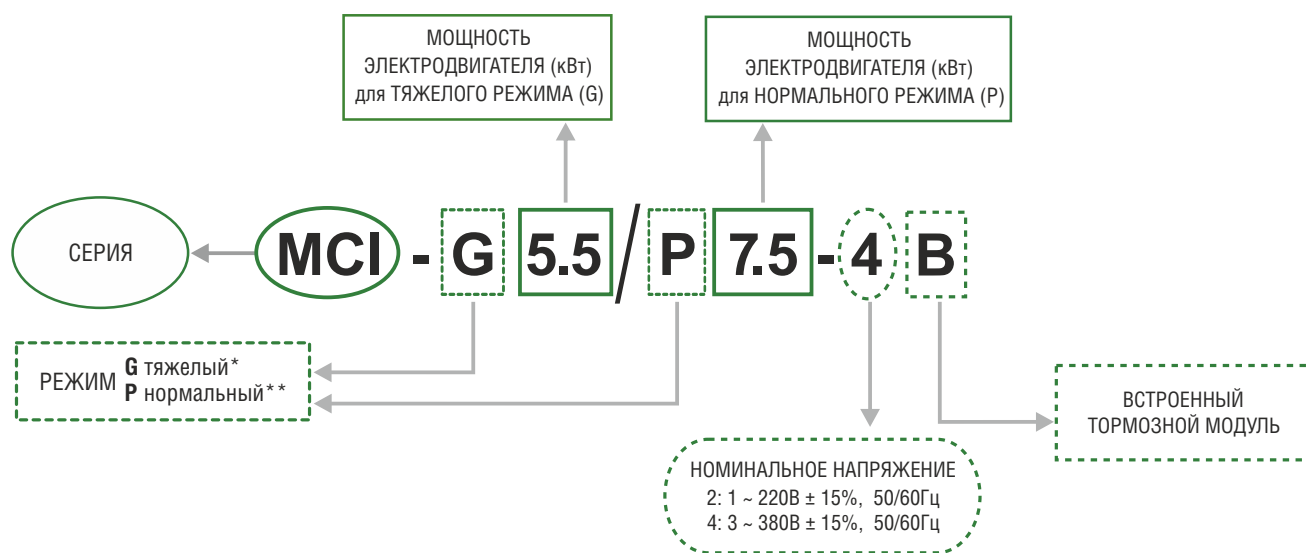 МОЩНОСТЬ
ЭЛЕКТРОДВИГАТЕЛЯ (кВт)
для ТЯЖЕЛОГО РЕЖИМА (G)
МОЩНОСТЬ
ЭЛЕКТРОДВИГАТЕЛЯ (кВт)
для НОРМАЛЬНОГО РЕЖИМА (P)
СЕРИЯ
MCI - G 5.5 / P 7.5 - 4 B
РЕЖИМ G тяжелый*
P нормальный**
ВСТРОЕННЫЙ
ТОРМОЗНОЙ МОДУЛЬ
НОМИНАЛЬНОЕ НАПРЯЖЕНИЕ
2: 1 ~ 220В ± 15%, 50/60Гц
4: 3 ~ 380В ± 15%, 50/60Гц